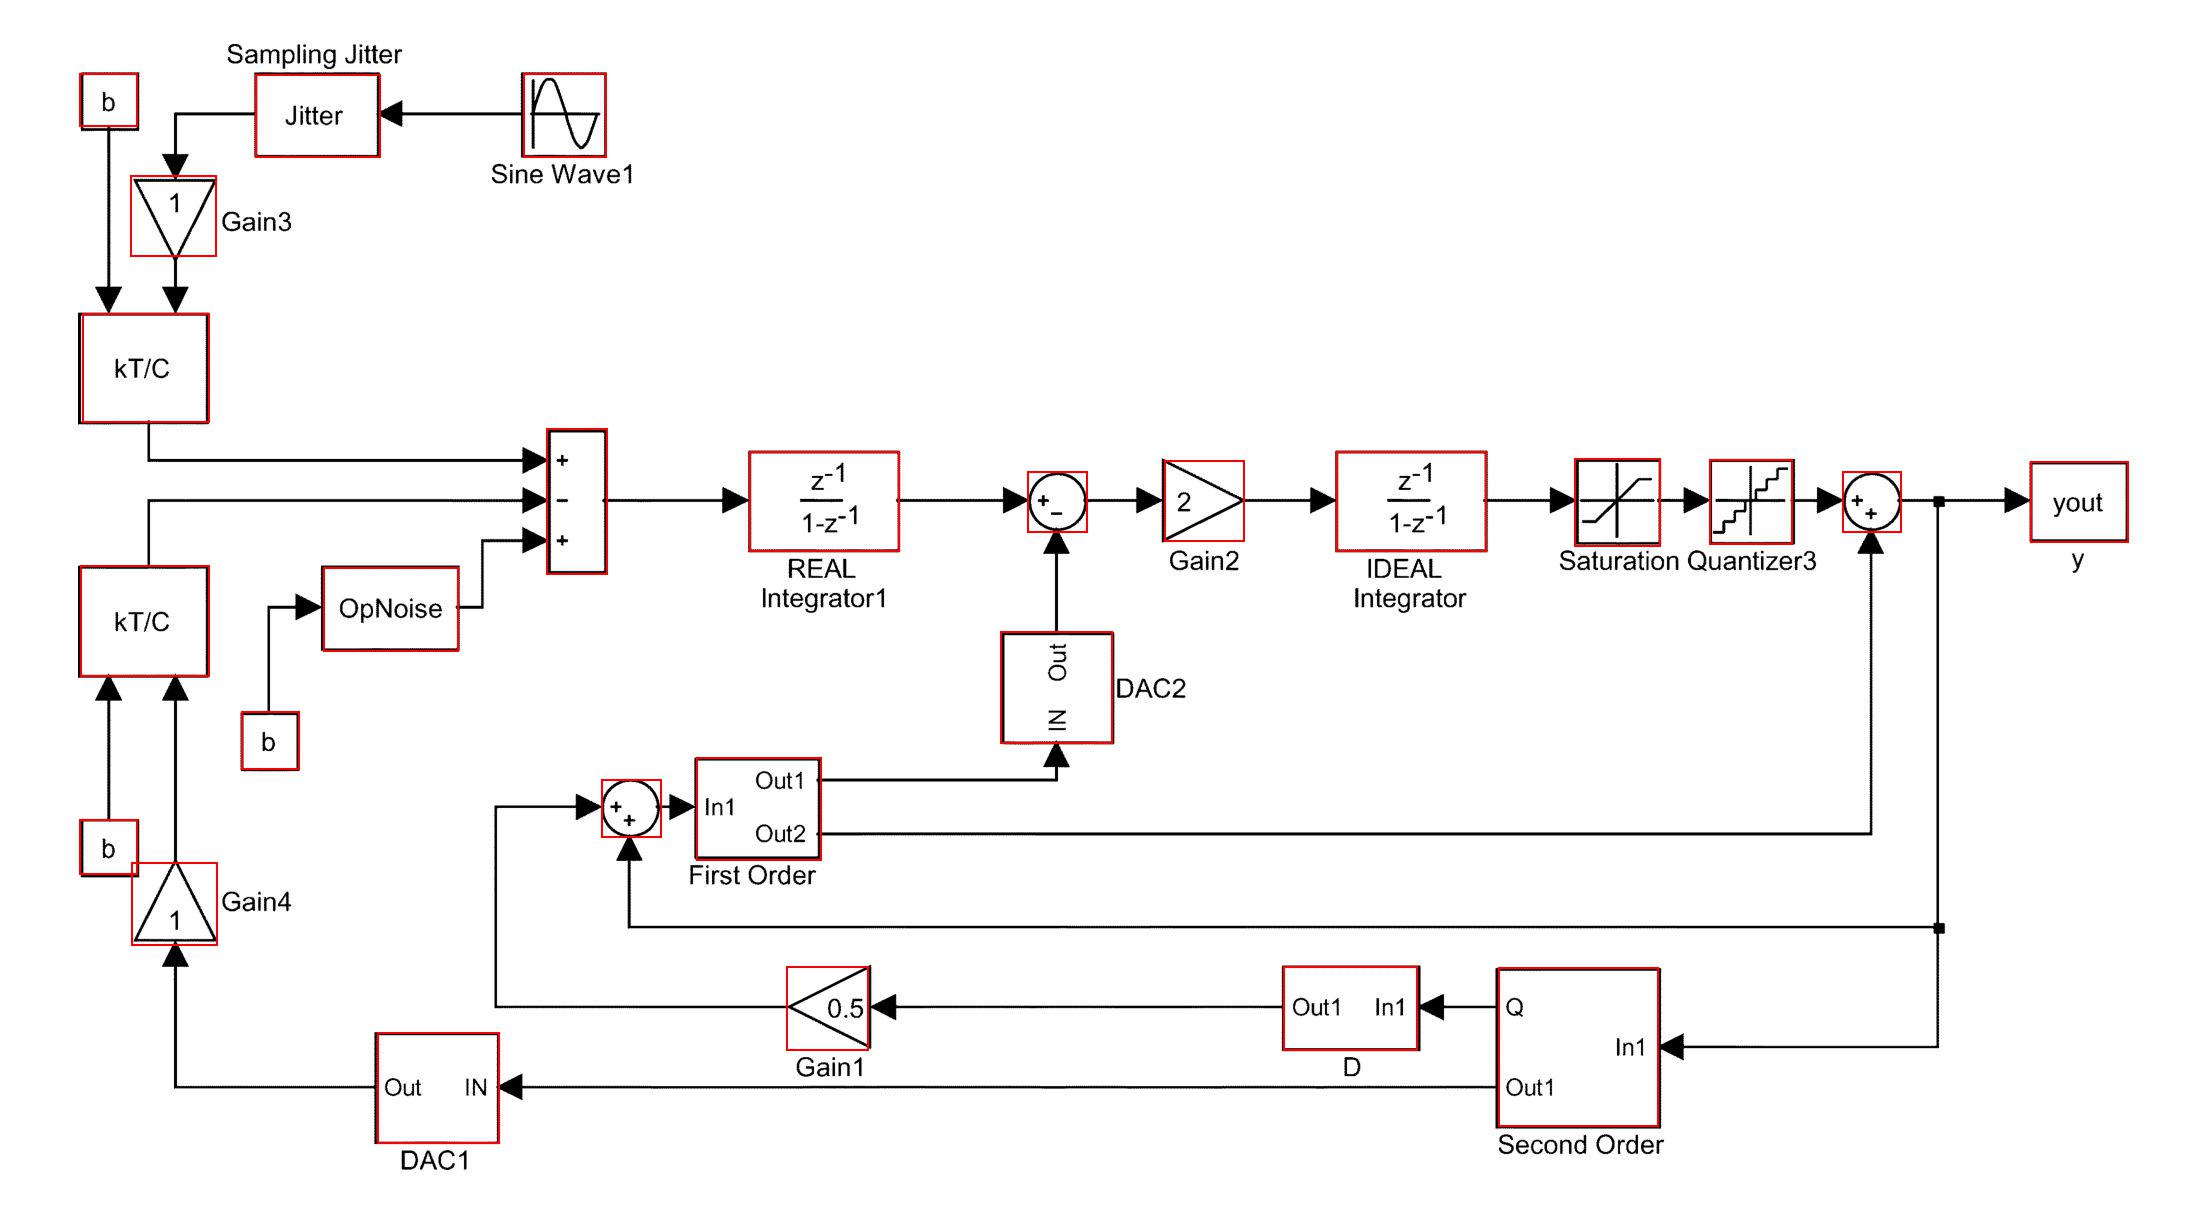 Sampling Jitter
b
Jitter
Sine Wave1
1
Gain3
kT/C
+
−
+
z-1
1-z-1
REAL
Integrator1
+
−
2
Gain2
z-1
1-z-1
IDEAL
Integrator
Saturation
Quantizer3
+
+
yout
y
kT/C
OpNoise
b
b
1
Gain4
Out
IN
DAC2
+
+
In1
Out1
Out2
First Order
0.5
Gain1
Out1
In1
D
Q
In1
Out1
Second Order
Out
IN
DAC1